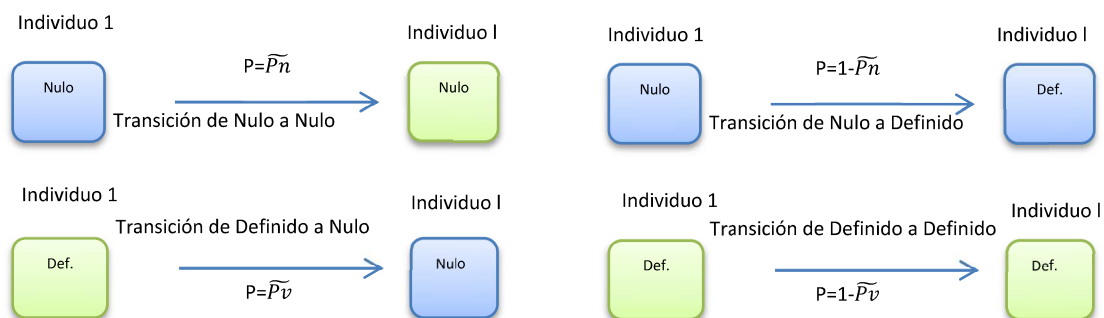 Individuo 1
Individuo l
P=P̃n
Nulo
Nulo
Transición de Nulo a Nulo
Individuo 1
Individuo l
P=1-P̃n
Nulo
Def.
Transición de Nulo a Definido
Individuo 1
Individuo l
Transición de Definido a Nulo
Def.
Nulo
P=P̃v
Individuo 1
Individuo l
Transición de Definido a Definido
Def.
Def.
P=1-P̃v